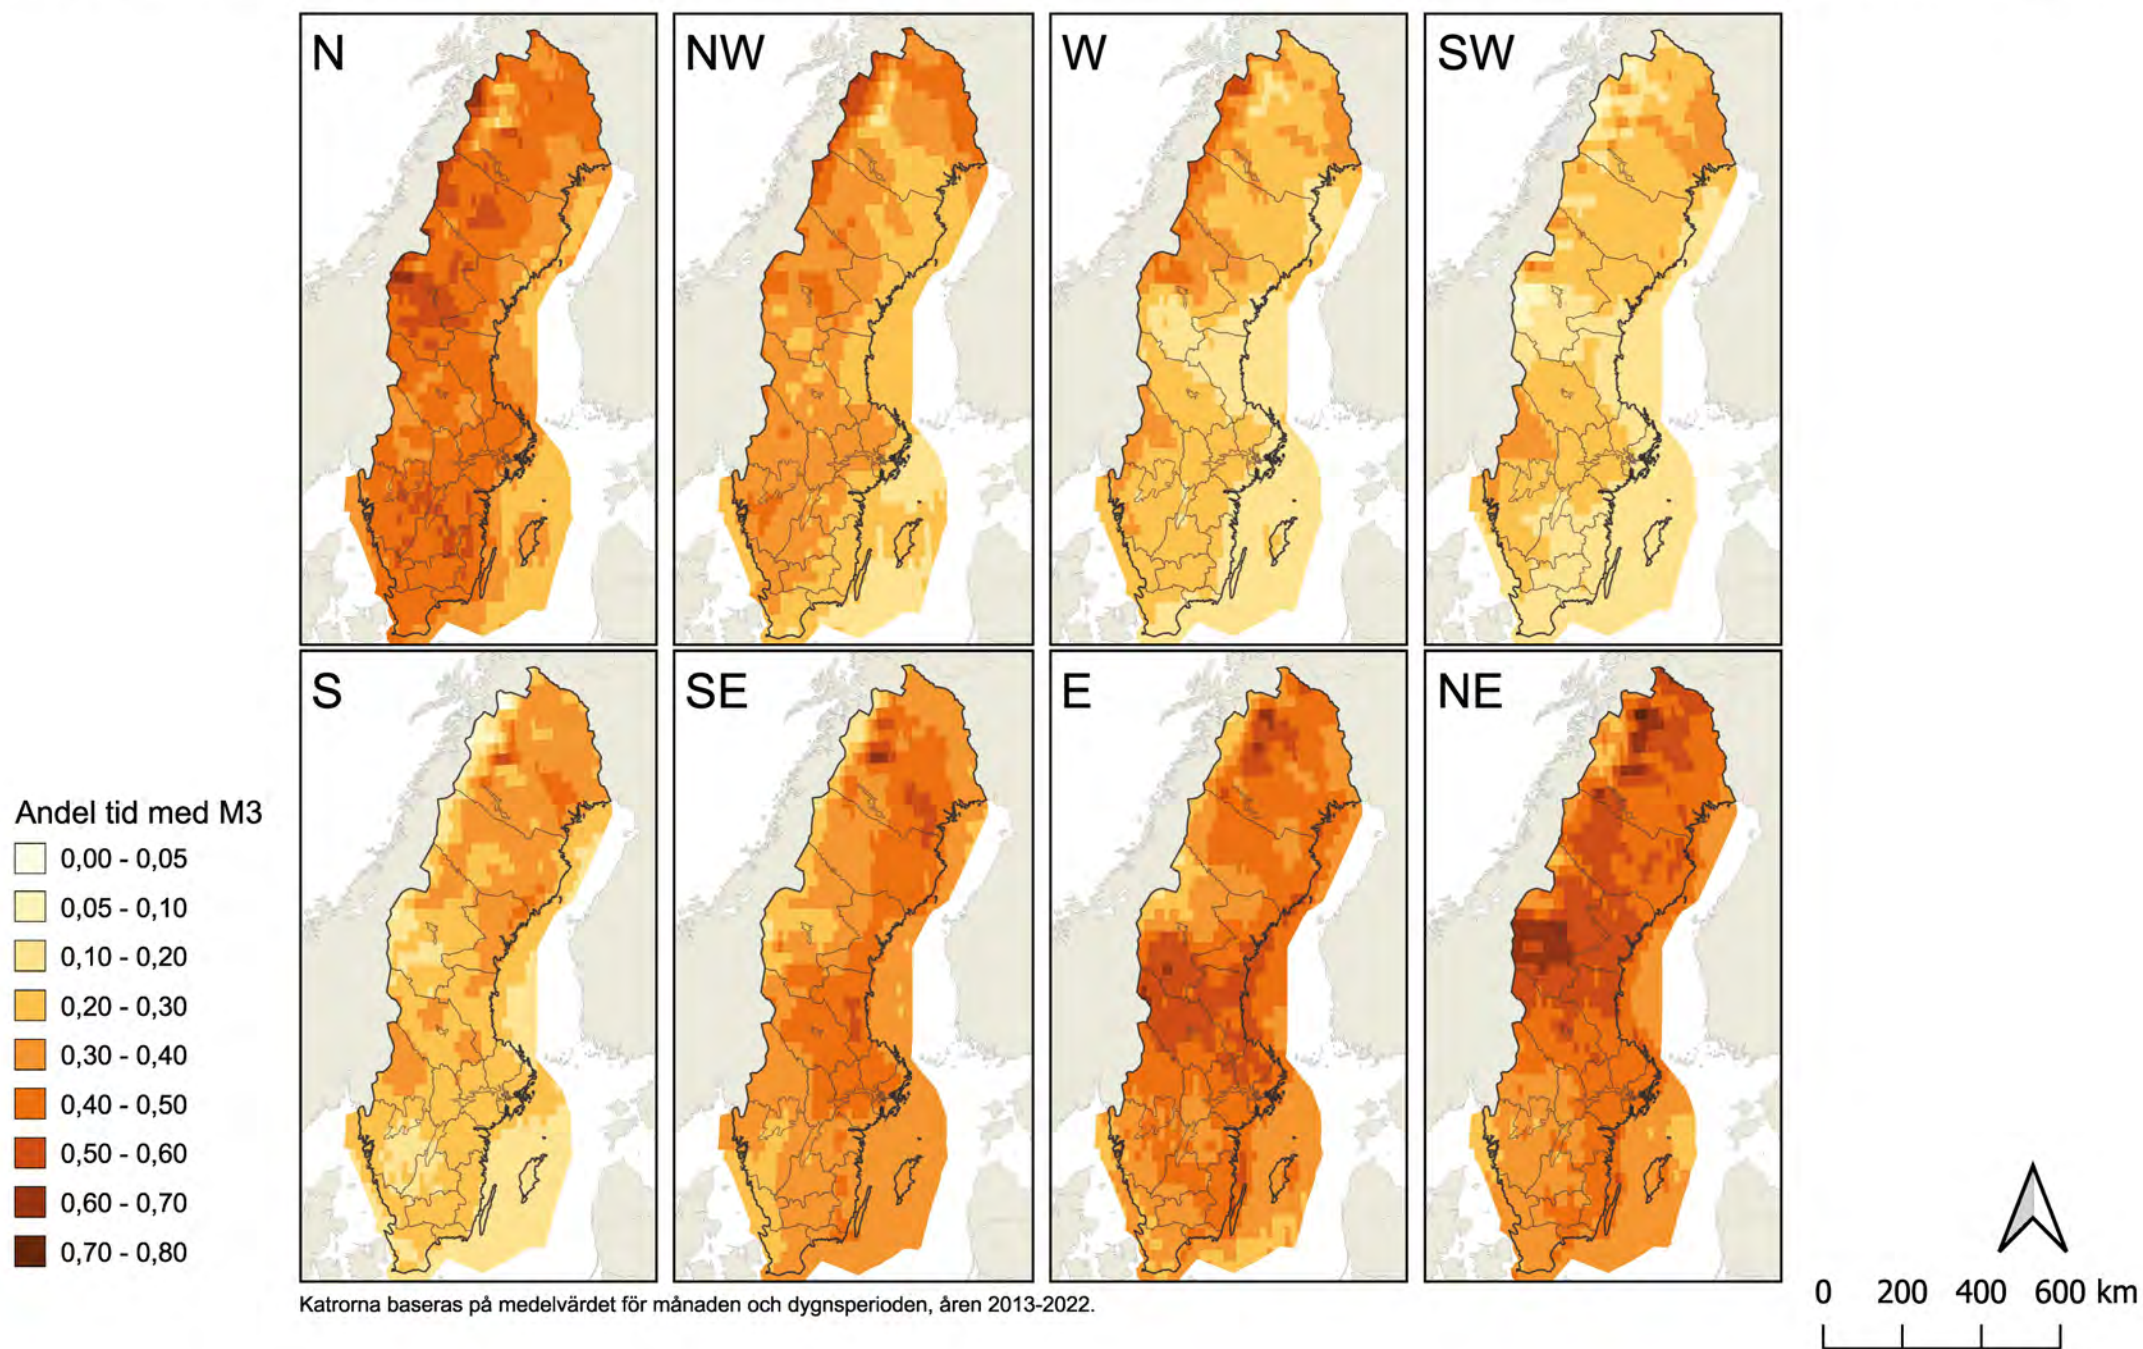 N
NW
W
SW
S
SE
E
NE
Andel tid med M3
0,00 - 0,05
0,05 - 0,10
0,10 - 0,20
0,20 - 0,30
0,30 - 0,40
0,40 - 0,50
0,50 - 0,60
0,60 - 0,70
0,70 - 0,80
Katrorna baseras på medelvärdet för månaden och dygnsperioden, åren 2013-2022.
0 200 400 600 km